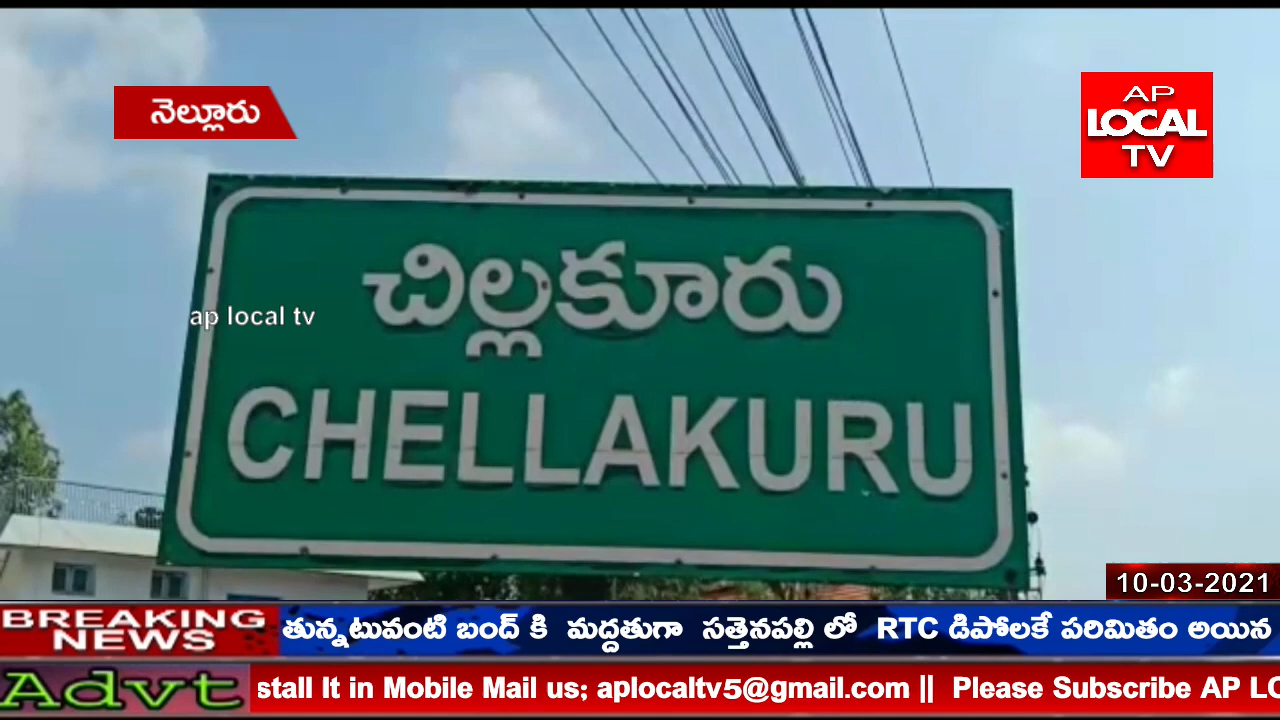 నెల్లూరు
AP
LOCAL
TV
చిల్లకూరు
ap local tv
CHELLAKURU
10-03-2021
BREAKING
NEWS
తున్నటువంటి బంద్ కి మద్దతుగా సత్తెనపల్లి లో RTC డిపోలకే పరిమితం అయిన
Advt
stall It in Mobile Mail us; aplocaltv5@gmail.com || Please Subscribe AP LO